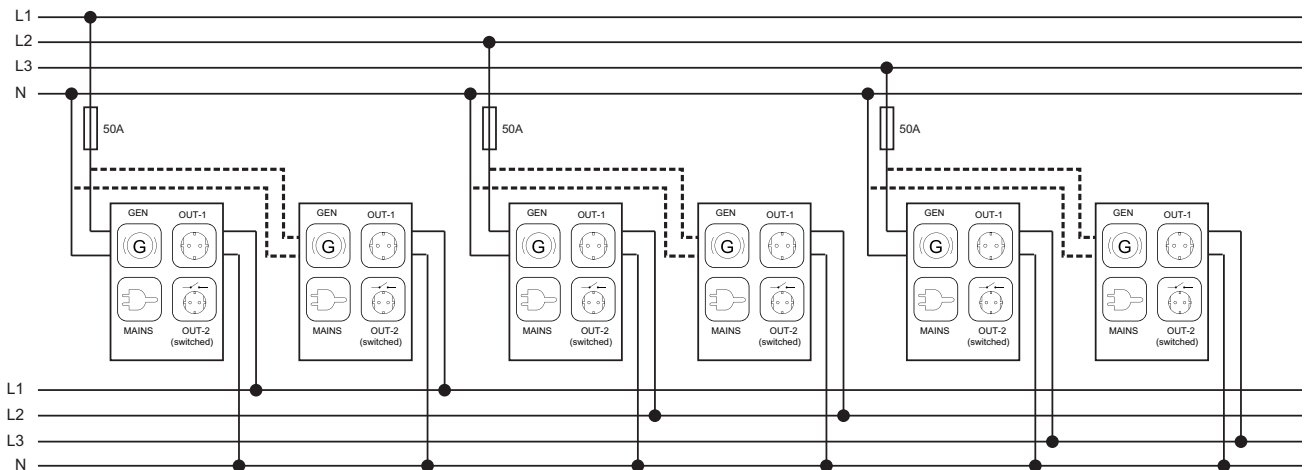 L1
L2
L3
N
50A 50A 50A
GEN OUT-1 GEN OUT-1 GEN OUT-1 GEN OUT-1 GEN OUT-1 GEN OUT-1
G G G G G G
MAINS OUT-2 MAINS OUT-2 MAINS OUT-2 MAINS OUT-2 MAINS OUT-2 MAINS OUT-2
(switched) (switched) (switched) (switched) (switched) (switched)
L1
L2
L3
N